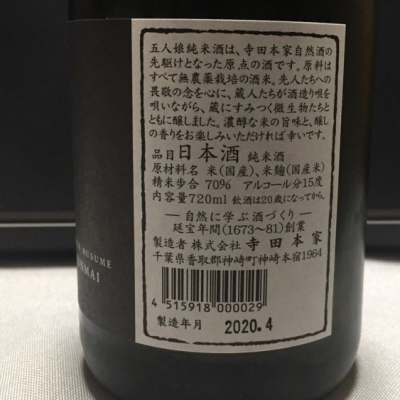 五人娘純米酒は、寺田本家自然酒の
先駆けとなった原点の酒です。原料は
すべて無農薬栽培の酒米。先人たちへの
畏敬の念を心に、蔵人たちが酒造り唄を
唄いながら、蔵にすみつく微生物たちと
ともに醸しました。濃醇な米の旨味と、醸し
の香りをお楽しみいただければ幸いです。
品目 日本酒 純米酒
原材料名 米(国産)、米麹(国産米)
精米歩合 70% アルコール分15度
内容量720ml 飲酒は20歳になってから。
―自然に学ぶ酒づくり―
延宝年間(1673〜81)創業
製造者 株式会社 寺田本家
千葉県香取郡神崎町神崎本宿1964
4 515918 000029
製造年月 2020.4
MUSUME
MAI